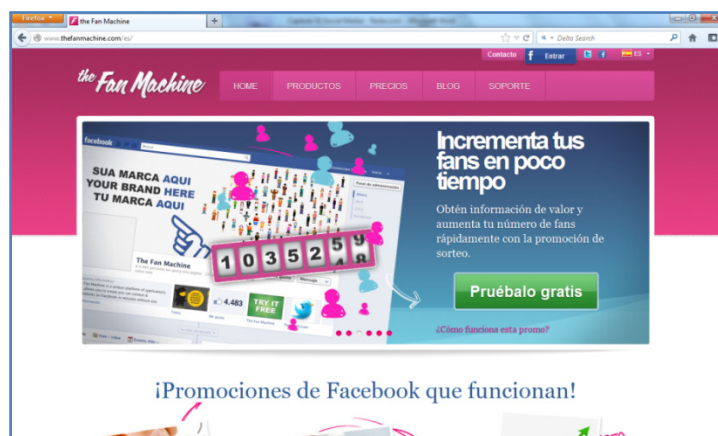 Firefox
the Fan Machine
www.thefanmachine.com/es/
Delta Search
Contacto
Entrar
ES
the Fan Machine
HOME
PRODUCTOS
PRECIOS
BLOG
SOPORTE
facebook
SUA MARCA AQUI
YOUR BRAND HERE
TU MARCA AQUI
The Fan Machine
1 0 3 5 2 5
4.483
TRY IT FREE
Incrementa tus
fans en poco
tiempo
Obtén información de valor y
aumenta tu número de fans
rápidamente con la promoción de
sorteo.
Pruébalo gratis
¿Cómo funciona esta promo?
¡Promociones de Facebook que funcionan!